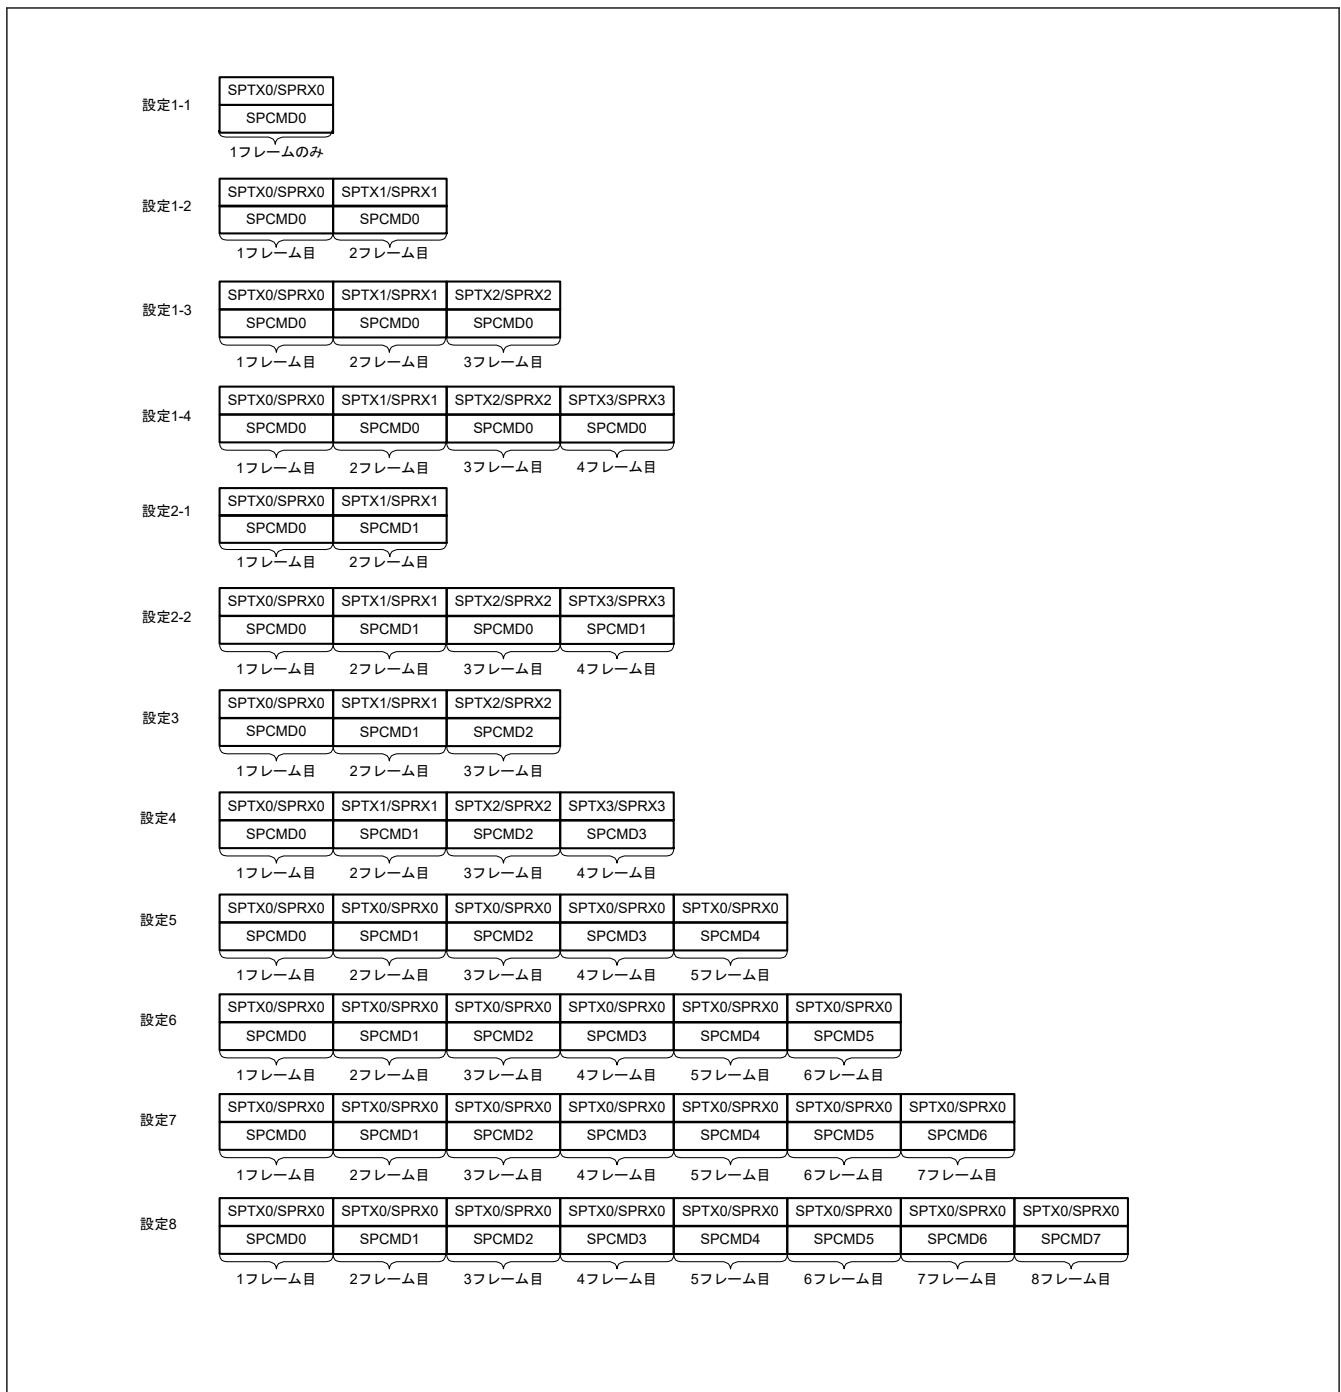 SPTX0/SPRX0
設定1-1
SPCMD0
1フレームのみ
SPTX0/SPRX0 SPTX1/SPRX1
設定1-2
SPCMD0 SPCMD0
1フレーム目 2フレーム目
SPTX0/SPRX0 SPTX1/SPRX1 SPTX2/SPRX2
設定1-3
SPCMD0 SPCMD0 SPCMD0
1フレーム目 2フレーム目 3フレーム目
SPTX0/SPRX0 SPTX1/SPRX1 SPTX2/SPRX2 SPTX3/SPRX3
設定1-4
SPCMD0 SPCMD0 SPCMD0 SPCMD0
1フレーム目 2フレーム目 3フレーム目 4フレーム目
SPTX0/SPRX0 SPTX1/SPRX1
設定2-1
SPCMD0 SPCMD1
1フレーム目 2フレーム目
SPTX0/SPRX0 SPTX1/SPRX1 SPTX2/SPRX2 SPTX3/SPRX3
設定2-2
SPCMD0 SPCMD1 SPCMD0 SPCMD1
1フレーム目 2フレーム目 3フレーム目 4フレーム目
SPTX0/SPRX0 SPTX1/SPRX1 SPTX2/SPRX2
設定3
SPCMD0 SPCMD1 SPCMD2
1フレーム目 2フレーム目 3フレーム目
SPTX0/SPRX0 SPTX1/SPRX1 SPTX2/SPRX2 SPTX3/SPRX3
設定4
SPCMD0 SPCMD1 SPCMD2 SPCMD3
1フレーム目 2フレーム目 3フレーム目 4フレーム目
SPTX0/SPRX0 SPTX0/SPRX0 SPTX0/SPRX0 SPTX0/SPRX0 SPTX0/SPRX0
設定5
SPCMD0 SPCMD1 SPCMD2 SPCMD3 SPCMD4
1フレーム目 2フレーム目 3フレーム目 4フレーム目 5フレーム目
SPTX0/SPRX0 SPTX0/SPRX0 SPTX0/SPRX0 SPTX0/SPRX0 SPTX0/SPRX0 SPTX0/SPRX0
設定6
SPCMD0 SPCMD1 SPCMD2 SPCMD3 SPCMD4 SPCMD5
1フレーム目 2フレーム目 3フレーム目 4フレーム目 5フレーム目 6フレーム目
SPTX0/SPRX0 SPTX0/SPRX0 SPTX0/SPRX0 SPTX0/SPRX0 SPTX0/SPRX0 SPTX0/SPRX0 SPTX0/SPRX0
設定7
SPCMD0 SPCMD1 SPCMD2 SPCMD3 SPCMD4 SPCMD5 SPCMD6
1フレーム目 2フレーム目 3フレーム目 4フレーム目 5フレーム目 6フレーム目 7フレーム目
SPTX0/SPRX0 SPTX0/SPRX0 SPTX0/SPRX0 SPTX0/SPRX0 SPTX0/SPRX0 SPTX0/SPRX0 SPTX0/SPRX0 SPTX0/SPRX0
設定8
SPCMD0 SPCMD1 SPCMD2 SPCMD3 SPCMD4 SPCMD5 SPCMD6 SPCMD7
1フレーム目 2フレーム目 3フレーム目 4フレーム目 5フレーム目 6フレーム目 7フレーム目 8フレーム目